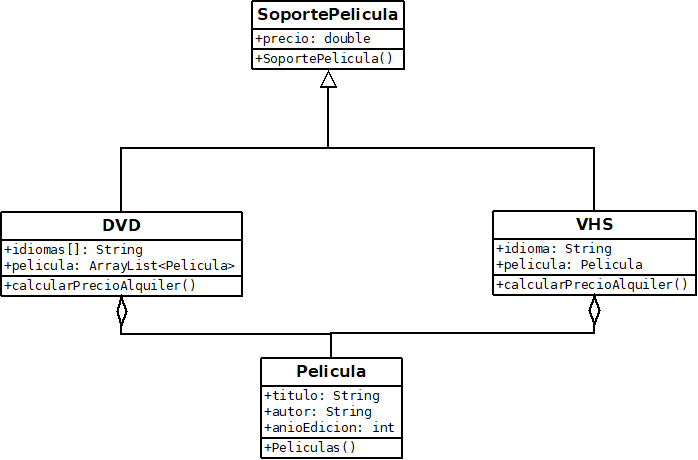 SoportePelicula
+precio: double
+SoportePelicula()
DVD
+idiomas[]: String
+pelicula: ArrayList<Pelicula>
+calcularPrecioAlquiler()
VHS
+idioma: String
+pelicula: Pelicula
+calcularPrecioAlquiler()
Pelicula
+titulo: String
+autor: String
+anioEdicion: int
+Peliculas()